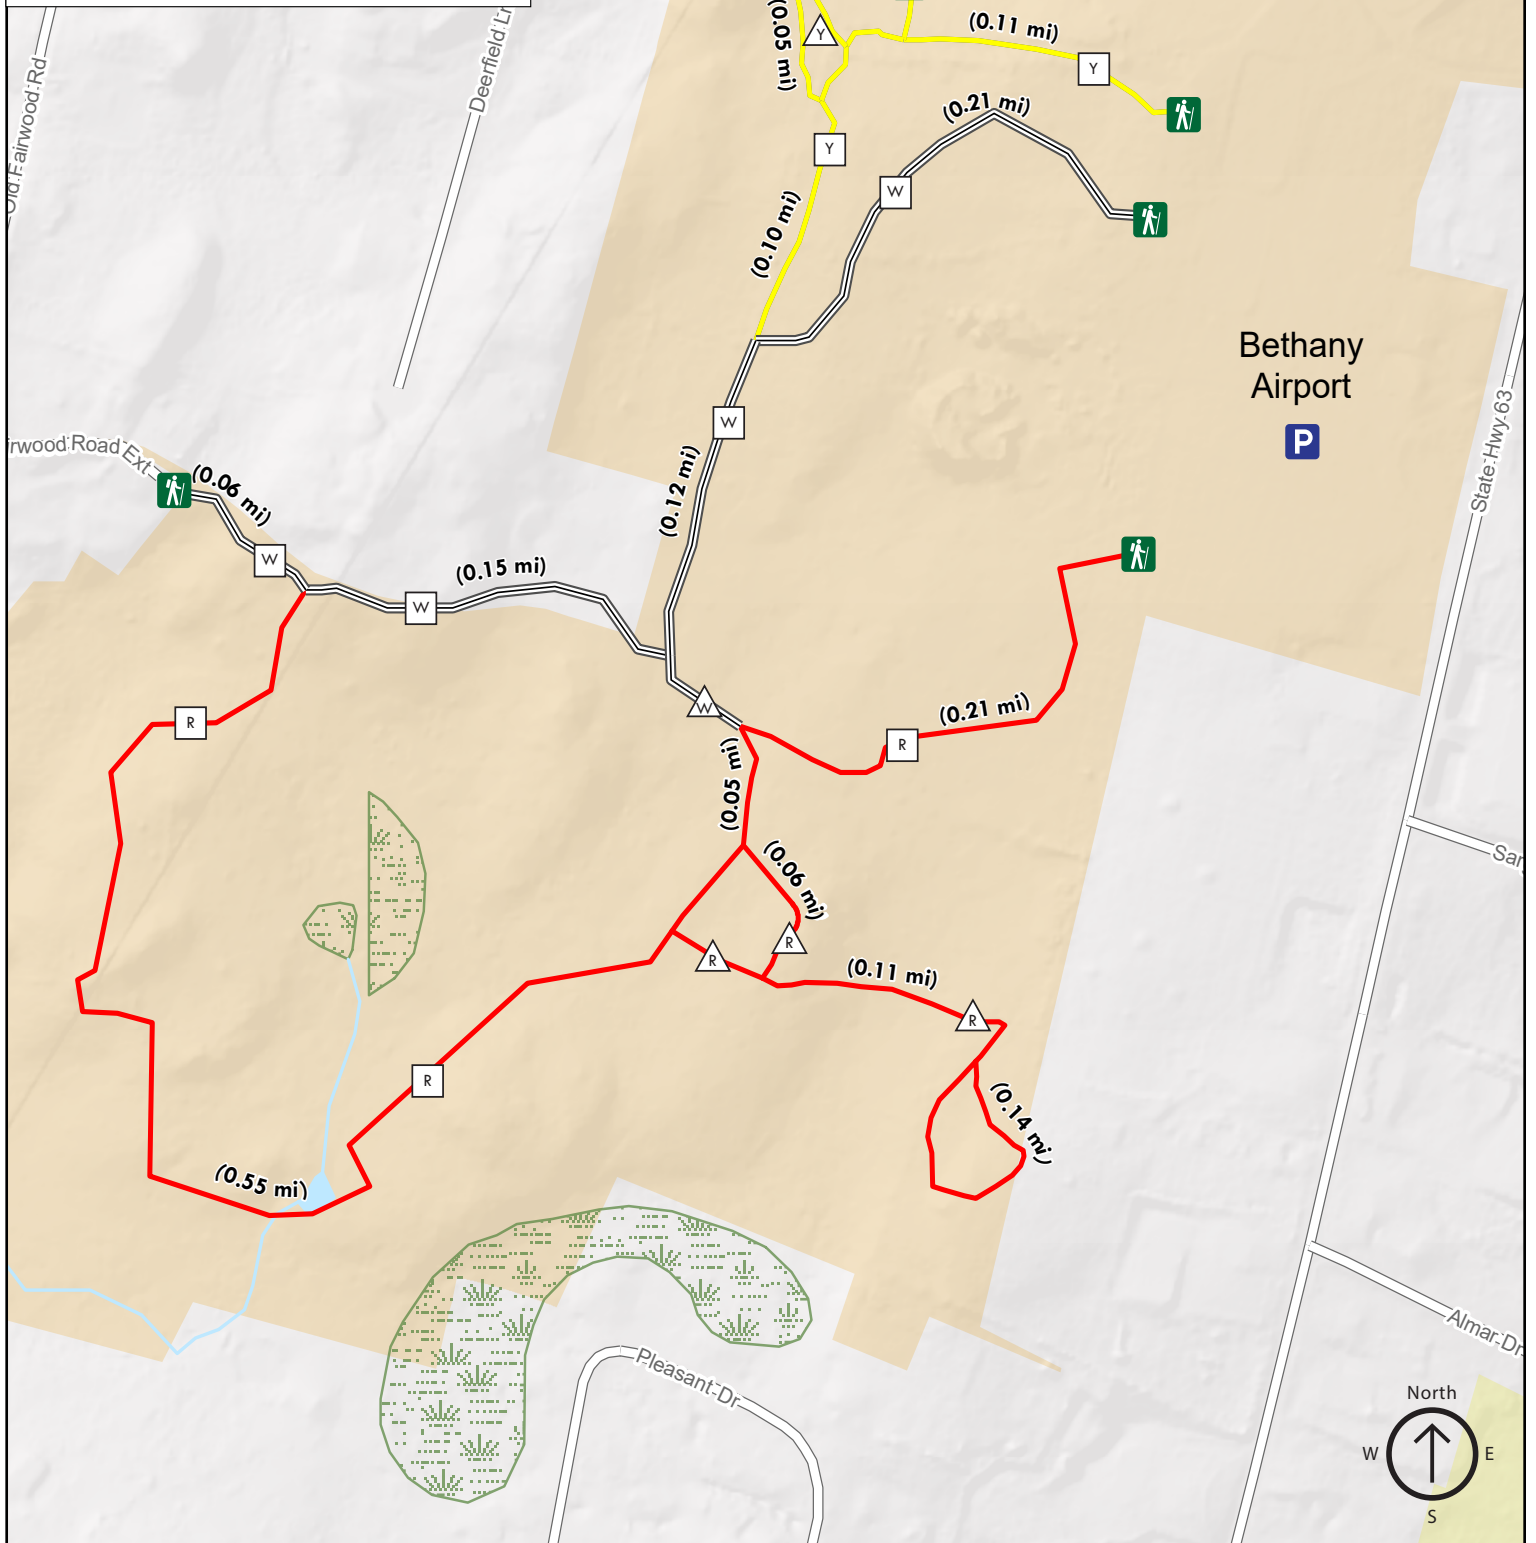 (0.05 mi)
Y
(0.11 mi)
Y
Old Fairwood Rd
Deerfield Ln
(0.21 mi)
Y
W
(0.10 mi)
Bethany
Airport
P
State Hwy 63
W
irwood Road Ext
(0.06 mi)
(0.12 mi)
W
(0.15 mi)
W
W
R
(0.21 mi)
R
(0.05 mi)
(0.06 mi)
San
R
R
(0.11 mi)
R
R
(0.14 mi)
(0.55 mi)
Almar Dr
Pleasant Dr
North
W
E
S